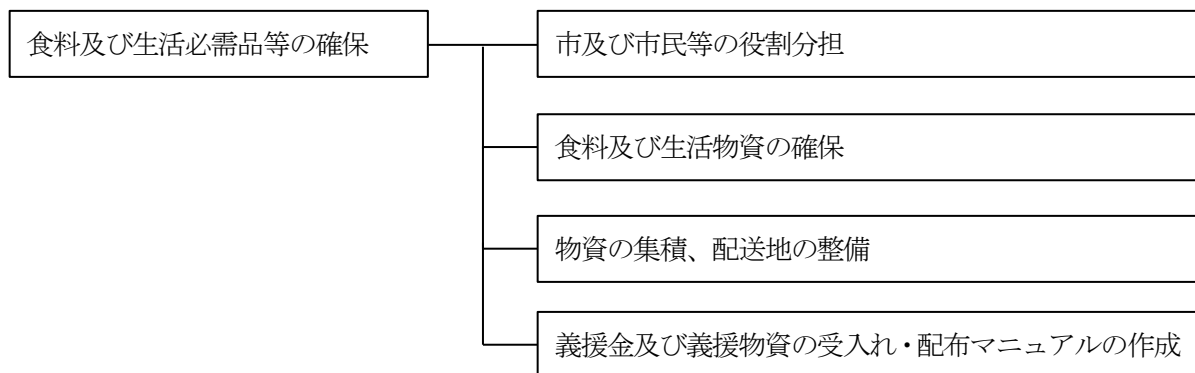 食料及び生活必需品等の確保
市及び市民等の役割分担
食料及び生活物資の確保
物資の集積、配送地の整備
義援金及び義援物資の受入れ・配布マニュアルの作成